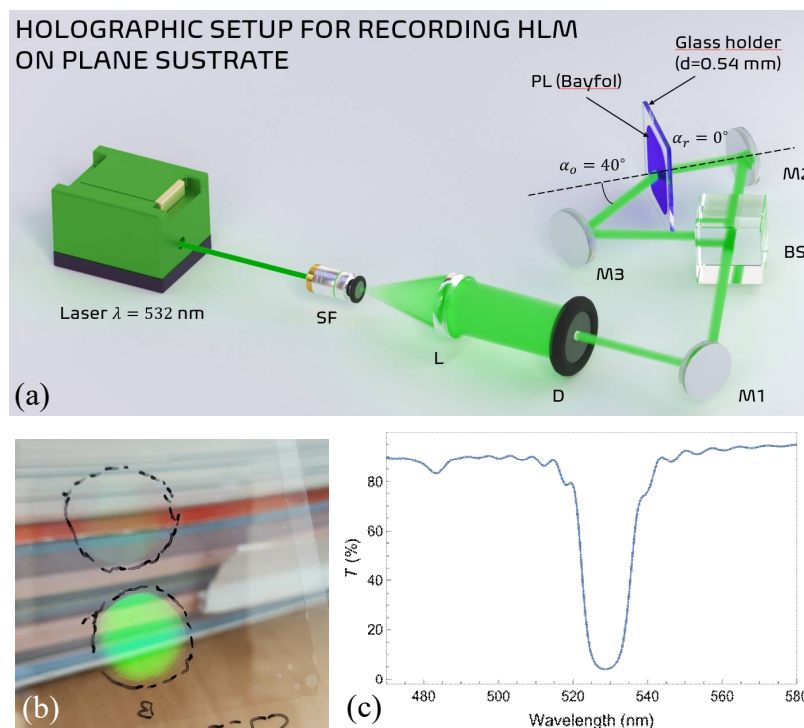 HOLOGRAPHIC SETUP FOR RECORDING HLM
ON PLANE SUSTRATE
Glass holder
(d=0.54 mm)
PL (Bayfol)
α_r = 0°
α_o = 40°
M2
BS
M3
Laser λ = 532 nm
SF
L
D
M1
(a)
8
(b)
T (%)
80
60
40
20
0
480
500
520
540
560
580
Wavelength (nm)
(c)